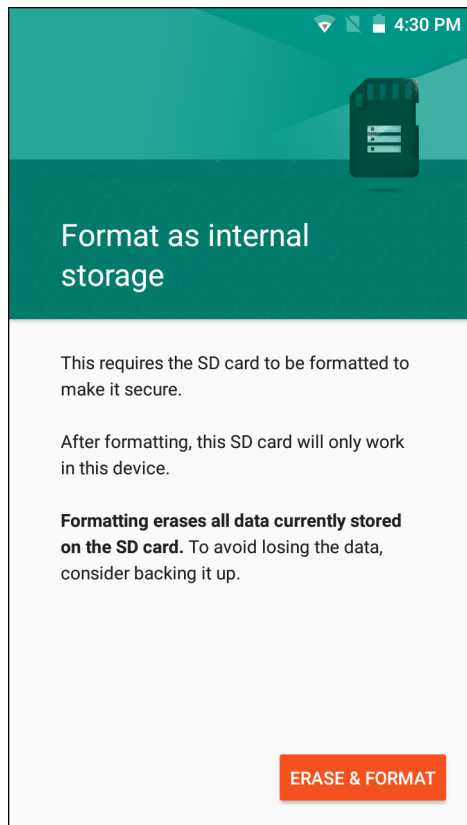 4:30 PM
Format as internal
storage
This requires the SD card to be formatted to
make it secure.
After formatting, this SD card will only work
in this device.
Formatting erases all data currently stored
on the SD card. To avoid losing the data,
consider backing it up.
ERASE & FORMAT